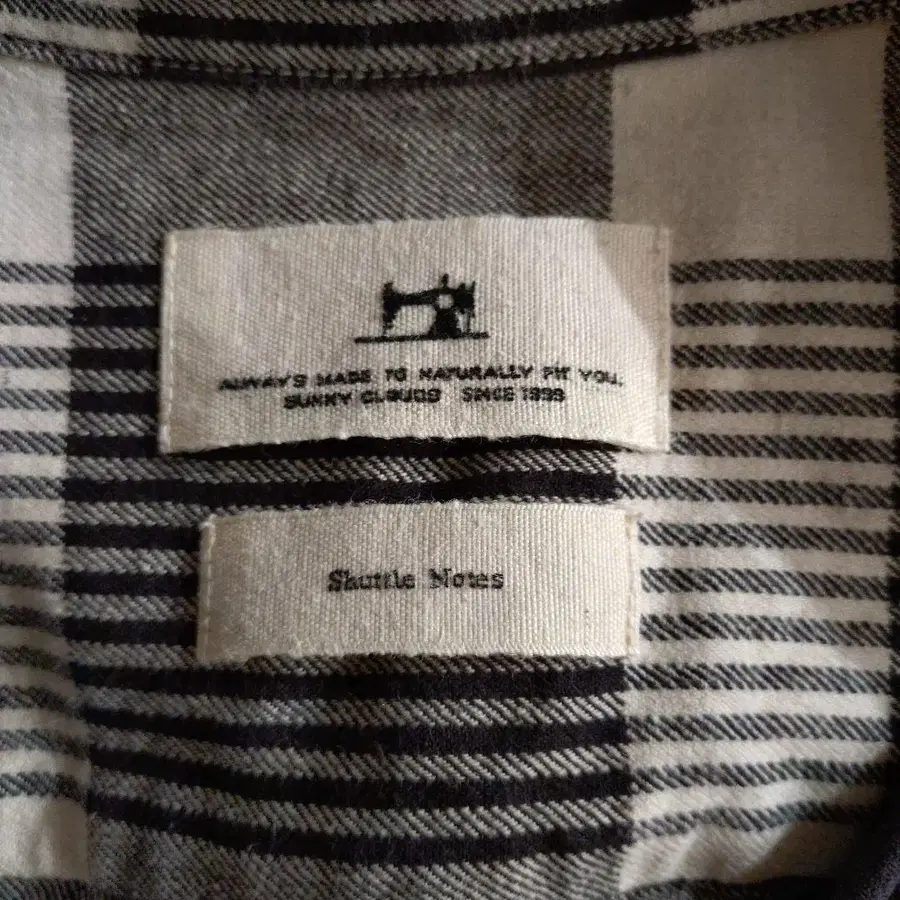 ALWAYS MADE TO NATURALLY FIT YOU.
SUNNY CLOUDS SINCE 1999
Shuttle Notes